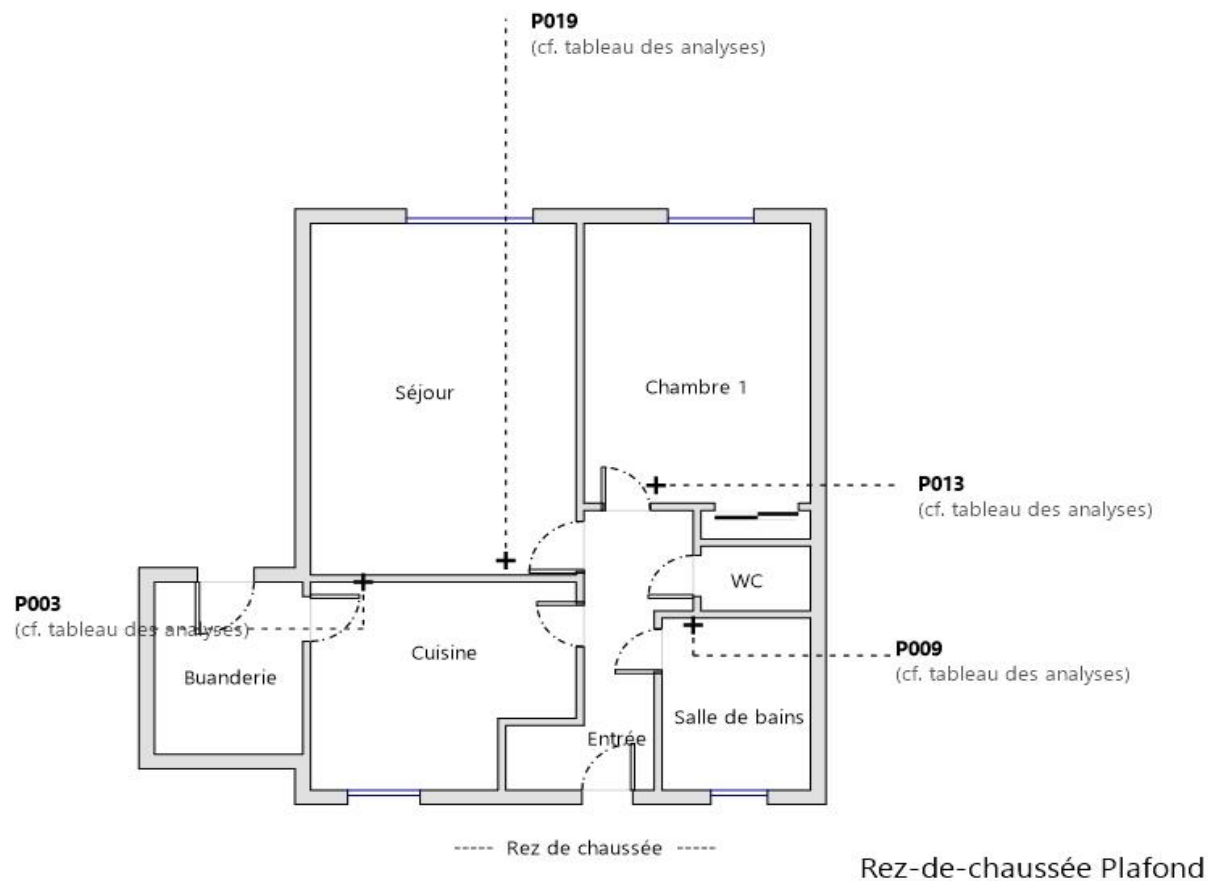 P019
(cf. tableau des analyses)
Séjour
Chambre 1
P013
(cf. tableau des analyses)
WC
P003
(cf. tableau des analyses)
Cuisine
P009
(cf. tableau des analyses)
Buanderie
Salle de bains
Entrée
----- Rez de chaussée -----
Rez-de-chaussée Plafond